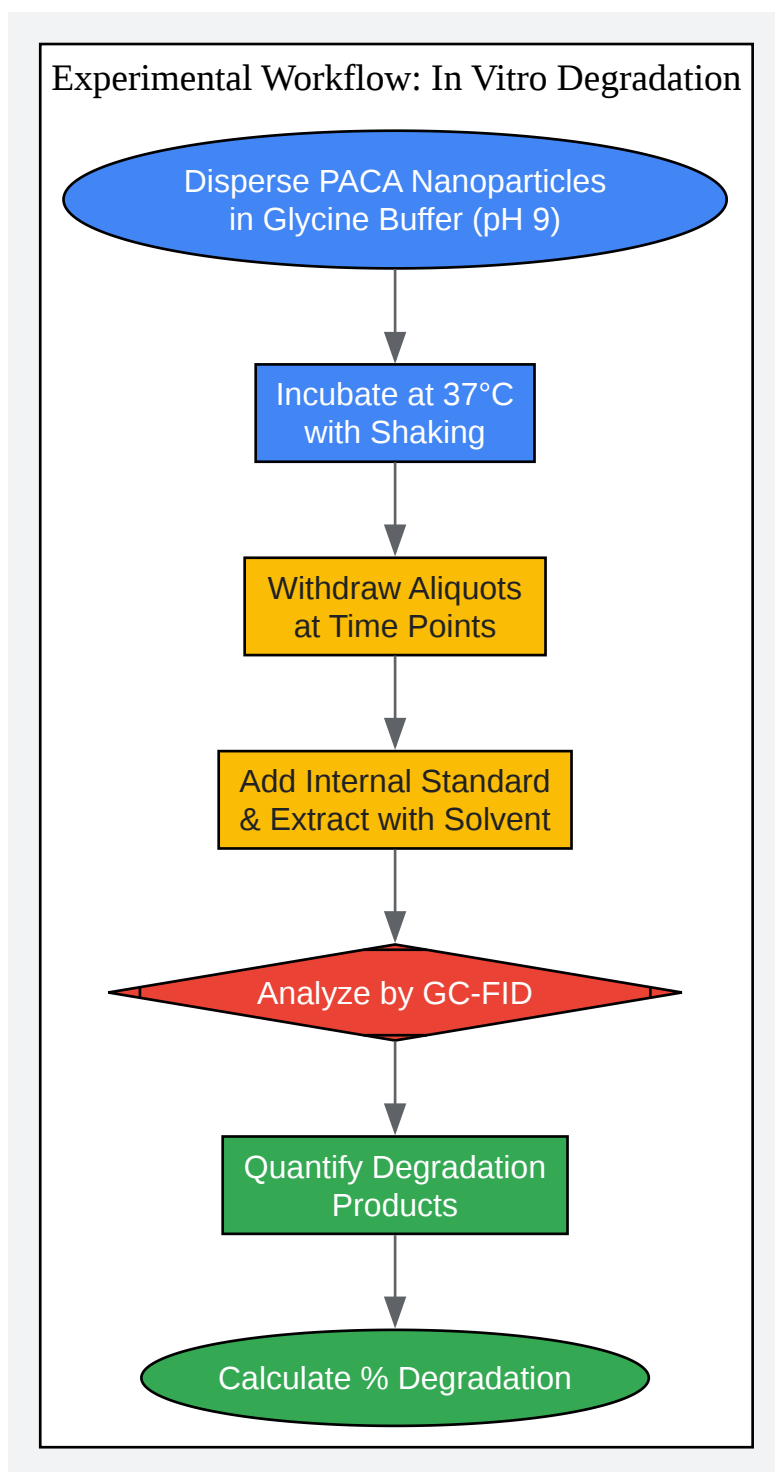 Experimental Workflow: In Vitro Degradation
Disperse PACA Nanoparticles
in Glycine Buffer (pH 9)
Incubate at 37°C
with Shaking
Withdraw Aliquots
at Time Points
Add Internal Standard
& Extract with Solvent
Analyze by GC-FID
Quantify Degradation
Products
Calculate % Degradation